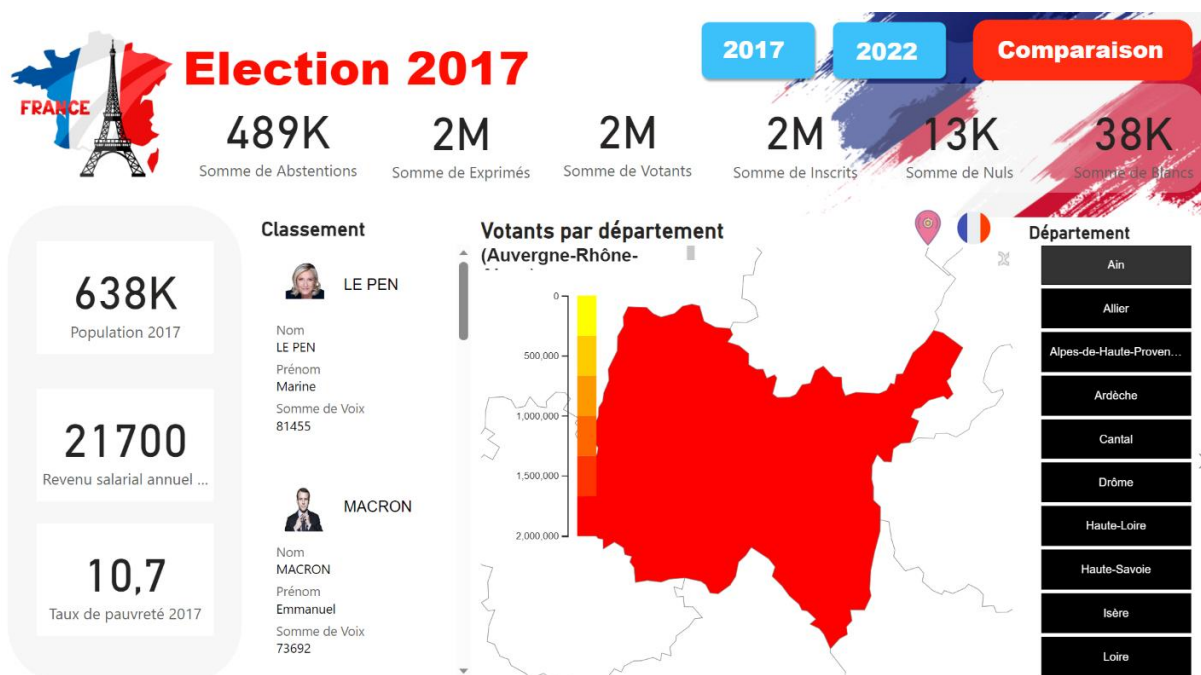 FRANCE
Election 2017
2017
2022
Comparaison
489K
Somme de Abstentions
2M
Somme de Exprimés
2M
Somme de Votants
2M
Somme de Inscrits
13K
Somme de Nuls
38K
Somme de Blancs
638K
Population 2017
21700
Revenu salarial annuel ...
10,7
Taux de pauvreté 2017
Classement
LE PEN
Nom
LE PEN
Prénom
Marine
Somme de Voix
81455
MACRON
Nom
MACRON
Prénom
Emmanuel
Somme de Voix
73692
Votants par département
(Auvergne-Rhône-
0
500,000
1,000,000
1,500,000
2,000,000
Département
Ain
Allier
Alpes-de-Haute-Proven...
Ardèche
Cantal
Drôme
Haute-Loire
Haute-Savoie
Isère
Loire